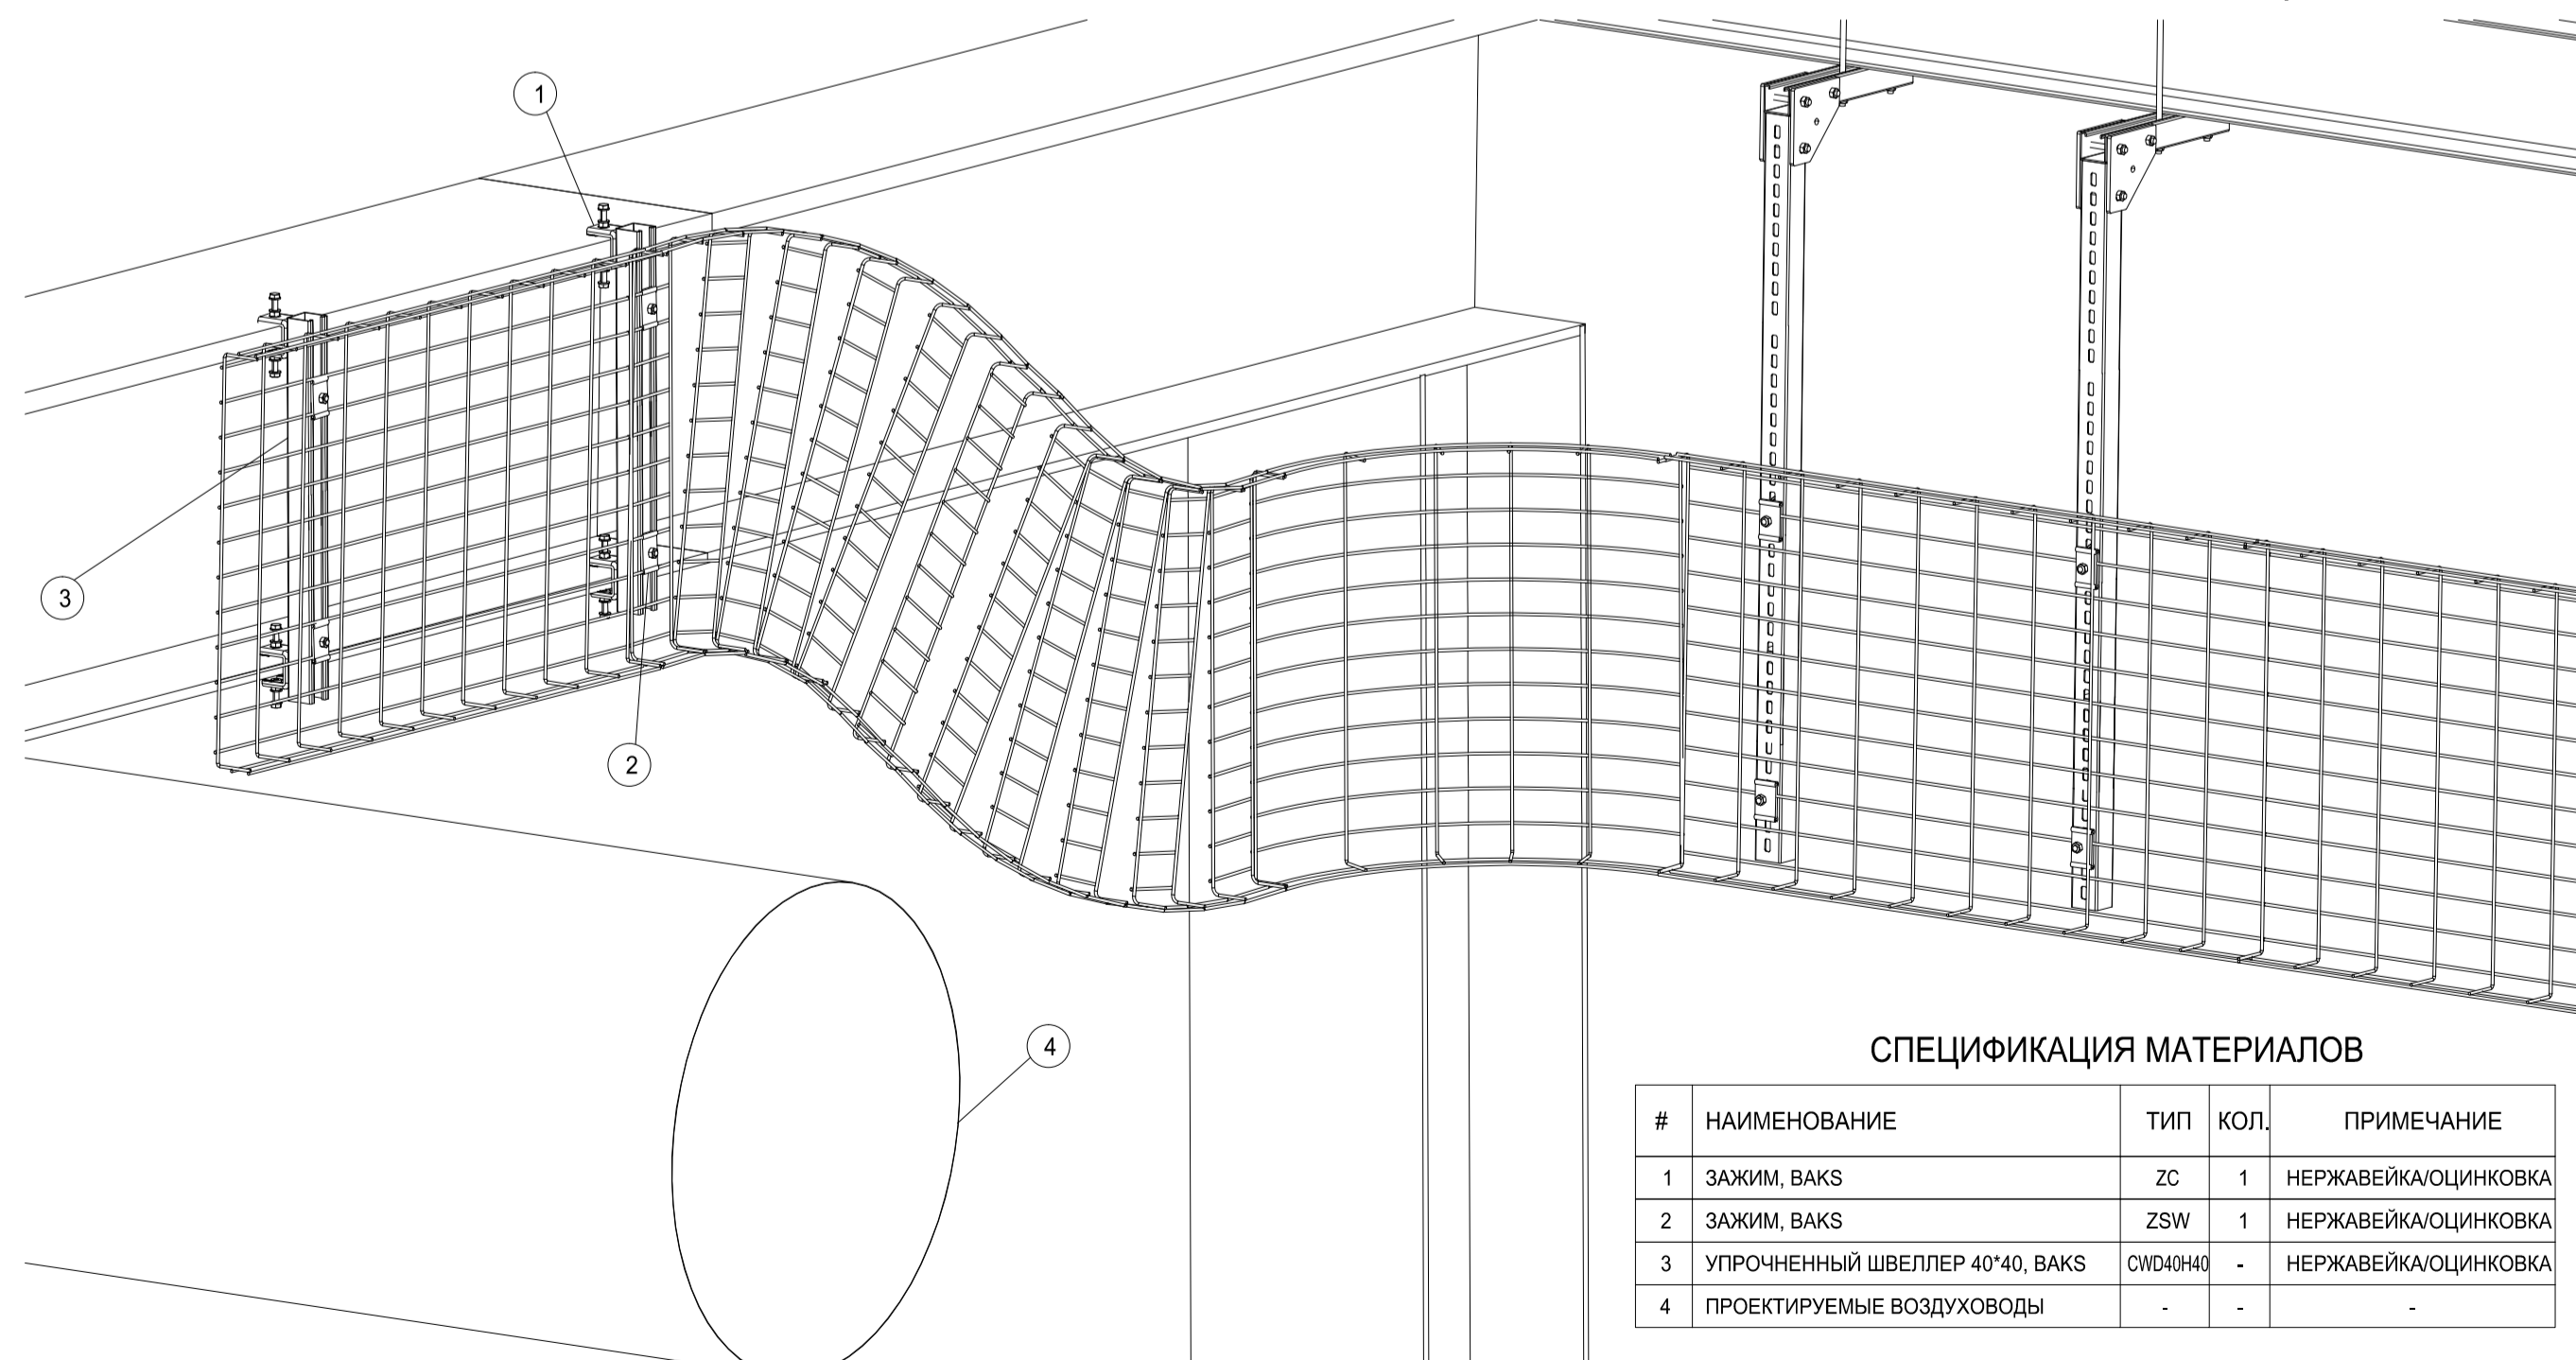 1
3
2
4
СПЕЦИФИКАЦИЯ МАТЕРИАЛОВ
# НАИМЕНОВАНИЕ ТИП КОЛ. ПРИМЕЧАНИЕ
1 ЗАЖИМ, BAKS ZC 1 НЕРЖАВЕЙКА/ОЦИНКОВКА
2 ЗАЖИМ, BAKS ZSW 1 НЕРЖАВЕЙКА/ОЦИНКОВКА
3 УПРОЧНЕННЫЙ ШВЕЛЛЕР 40*40, BAKS CWD40H40 - НЕРЖАВЕЙКА/ОЦИНКОВКА
4 ПРОЕКТИРУЕМЫЕ ВОЗДУХОВОДЫ - - -